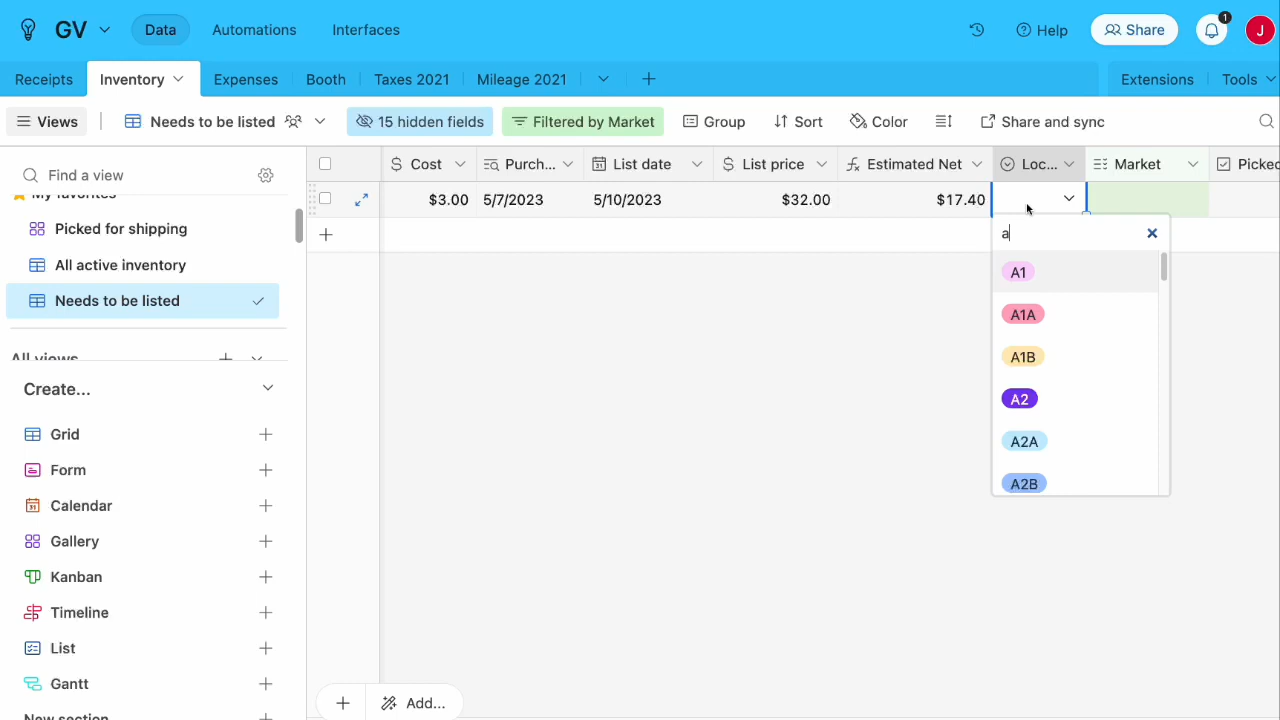 GV
Data
Automations
Interfaces
Help
Share
1
J
Receipts
Inventory
Expenses
Booth
Taxes 2021
Mileage 2021
Extensions
Tools
Views
Needs to be listed
15 hidden fields
Filtered by Market
Group
Sort
Color
Share and sync
Find a view
My favorites
Picked for shipping
All active inventory
Needs to be listed
All views
Create...
Grid
Form
Calendar
Gallery
Kanban
Timeline
List
Gantt
New section
Cost
Purch...
List date
List price
Estimated Net
Loc...
Market
Picked
$3.00
5/7/2023
5/10/2023
$32.00
$17.40
a
A1
A1A
A1B
A2
A2A
A2B
Add...